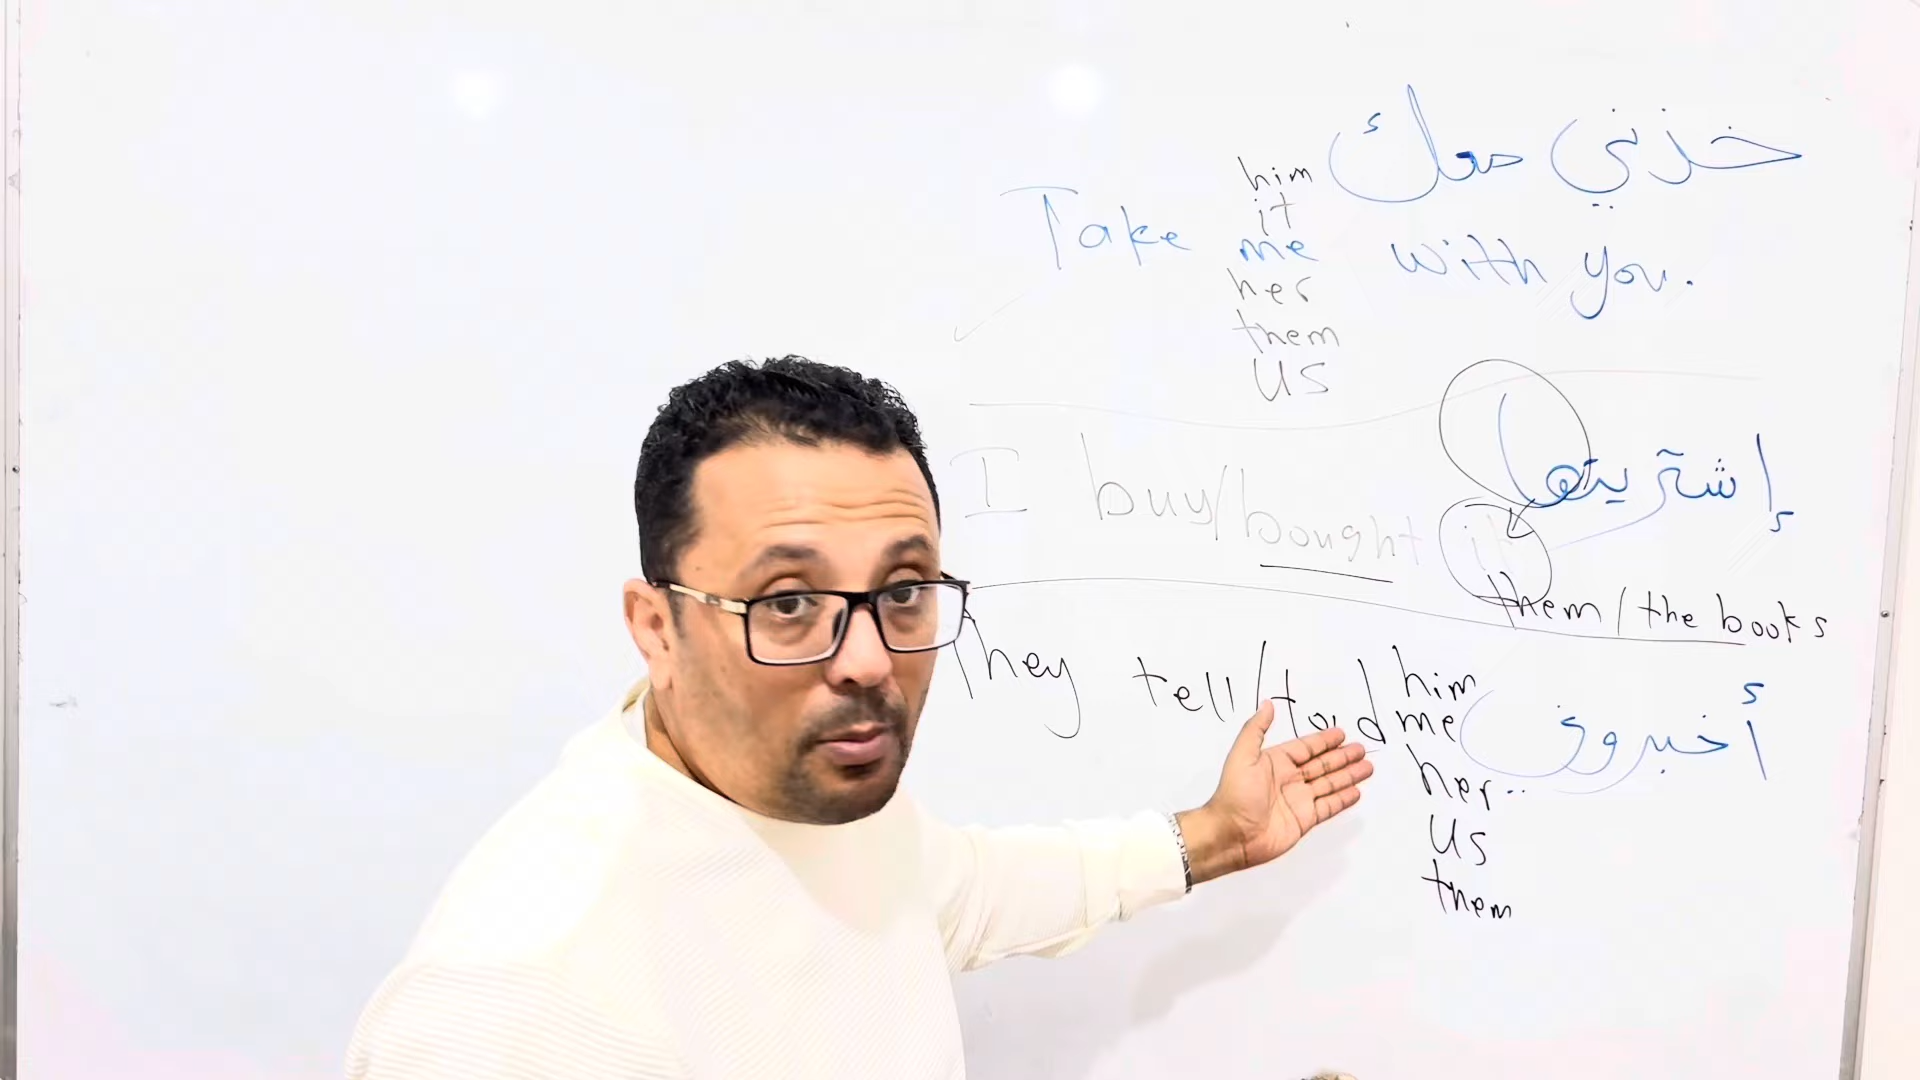 خذني معك
him
it
Take me with you.
her
them
us
إشتريتها
I buy/bought it
them / the books
They tell/told him
me
her
us
them
أخبروني